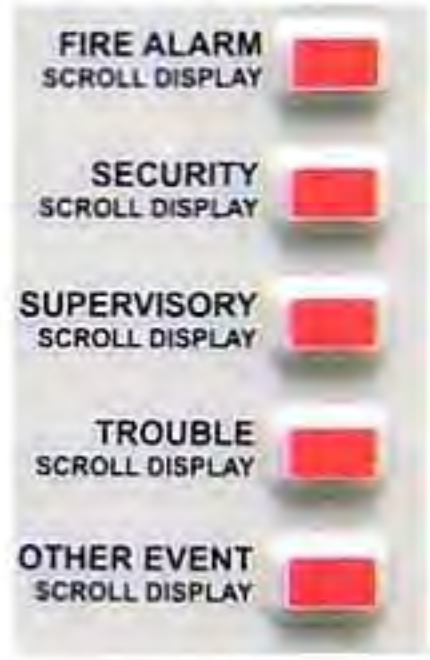 FIRE ALARM
SCROLL DISPLAY
SECURITY
SCROLL DISPLAY
SUPERVISORY
SCROLL DISPLAY
TROUBLE
SCROLL DISPLAY
OTHER EVENT
SCROLL DISPLAY